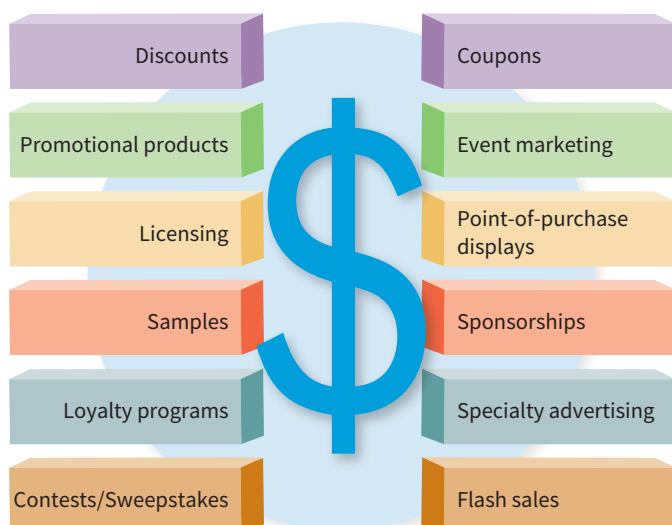 Discounts
Coupons
Promotional products
Event marketing
Licensing
Point-of-purchase
displays
Samples
Sponsorships
Loyalty programs
Specialty advertising
Contests/Sweepstakes
Flash sales
$